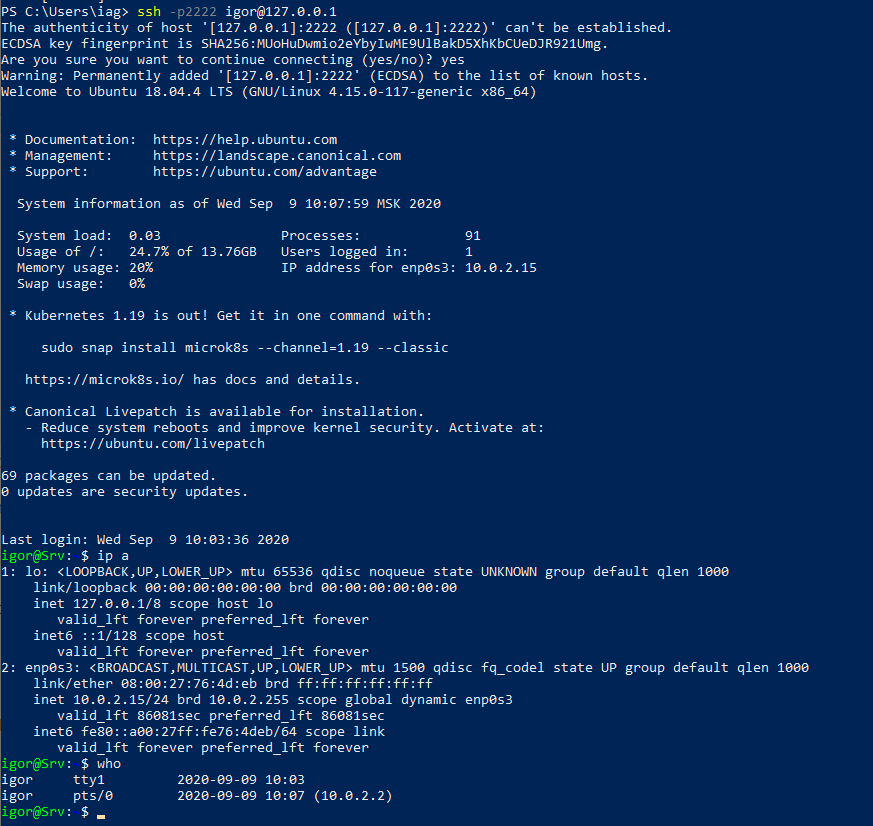 PS C:\Users\iag> ssh -p2222 igor@127.0.0.1
The authenticity of host '[127.0.0.1]:2222 ([127.0.0.1]:2222)' can't be established.
ECDSA key fingerprint is SHA256:MUoHuDwmio2eYbyIwME9UlBakD5XhKbCUeDJR921Umg.
Are you sure you want to continue connecting (yes/no)? yes
Warning: Permanently added '[127.0.0.1]:2222' (ECDSA) to the list of known hosts.
Welcome to Ubuntu 18.04.4 LTS (GNU/Linux 4.15.0-117-generic x86_64)
* Documentation:  https://help.ubuntu.com
* Management:     https://landscape.canonical.com
* Support:        https://ubuntu.com/advantage
System information as of Wed Sep  9 10:07:59 MSK 2020
System load:  0.03               Processes:             91
Usage of /:   24.7% of 13.76GB   Users logged in:       1
Memory usage: 20%                IP address for enp0s3: 10.0.2.15
Swap usage:   0%
* Kubernetes 1.19 is out! Get it in one command with:
sudo snap install microk8s --channel=1.19 --classic
https://microk8s.io/ has docs and details.
* Canonical Livepatch is available for installation.
- Reduce system reboots and improve kernel security. Activate at:
https://ubuntu.com/livepatch
69 packages can be updated.
0 updates are security updates.
Last login: Wed Sep  9 10:03:36 2020
igor@Srv: $ ip a
1: lo: <LOOPBACK,UP,LOWER_UP> mtu 65536 qdisc noqueue state UNKNOWN group default qlen 1000
link/loopback 00:00:00:00:00:00 brd 00:00:00:00:00:00
inet 127.0.0.1/8 scope host lo
valid_lft forever preferred_lft forever
inet6 ::1/128 scope host
valid_lft forever preferred_lft forever
2: enp0s3: <BROADCAST,MULTICAST,UP,LOWER_UP> mtu 1500 qdisc fq_codel state UP group default qlen 1000
link/ether 08:00:27:76:4d:eb brd ff:ff:ff:ff:ff:ff
inet 10.0.2.15/24 brd 10.0.2.255 scope global dynamic enp0s3
valid_lft 86081sec preferred_lft 86081sec
inet6 fe80::a00:27ff:fe76:4deb/64 scope link
valid_lft forever preferred_lft forever
igor@Srv: $ who
igor     tty1         2020-09-09 10:03
igor     pts/0        2020-09-09 10:07 (10.0.2.2)
igor@Srv: $